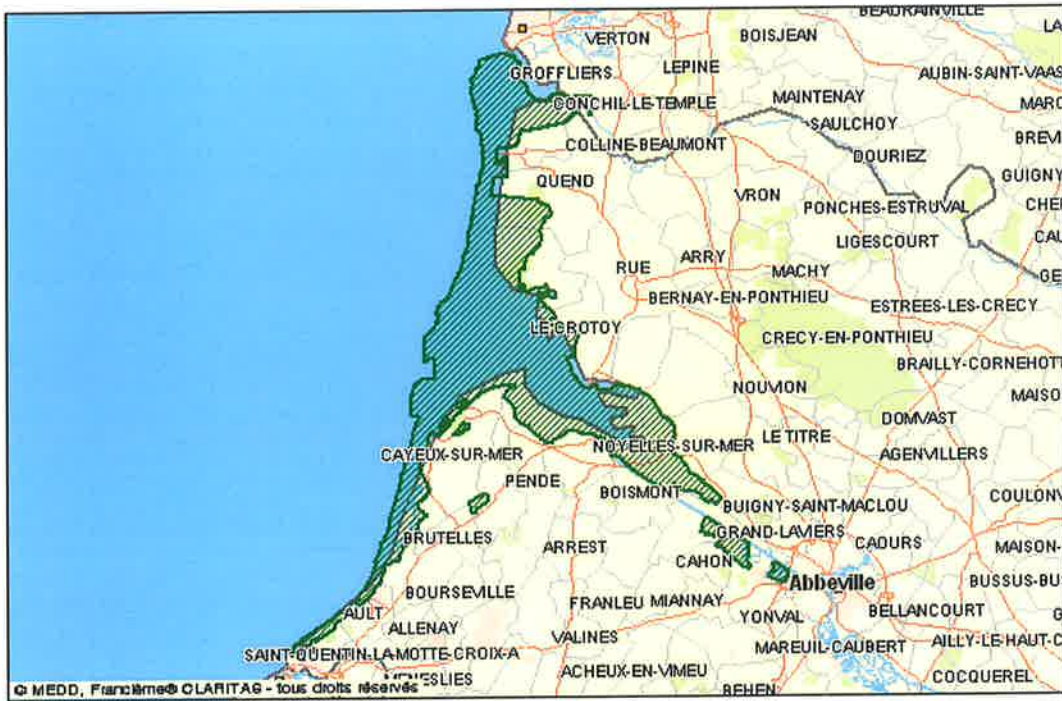 BEAURAINVILLE
LA
VERTON
BOISJEAN
GROFFLIERS
LEPINE
AUBIN-SAINT-VAAS
CONCHIL-LE-TEMPLE
MAINTENAY
MARC
SAULCHOY
COLLINE-BEAUMONT
BREVI
DOURIEZ
GUIGNY
QUEND
VRON
PONCHES-ESTRUVAL
CHE
LIGESCOURT
CAU
RUE
ARRY
MACHY
GE
BERNAY-EN-PONTHIEU
ESTREES-LES-CRECY
LE CROTOY
CRECY-EN-PONTHIEU
BRAILLY-CORNEHOTT
NOUVION
MAISO
DOMVAST
LE TITRE
NOYELLES-SUR-MER
CAYEUX-SUR-MER
AGENVILLERS
PENDE
BOISMONT
COULONV
BUIGNY-SAINT-MACLOU
BRUTELLES
GRAND-LAVIERS
ARREST
CAOURS
MAISON-
CAHON
Abbeville
BUSSUS-BU
BOURSEVILLE
FRANLEU
MIANNAY
BELLANCOURT
AULT
YONVAL
ALLENAY
VALINES
MAREUIL-CAUBERT
AILLY-LE-HAUT-C
SAINT-QUENTIN-LA-MOTTE-CROIX-A
ACHEUX-EN-VIMEU
COCQUEREL
BEHEN
© MEDD, Francième® CLARITAS - tous droits réservés